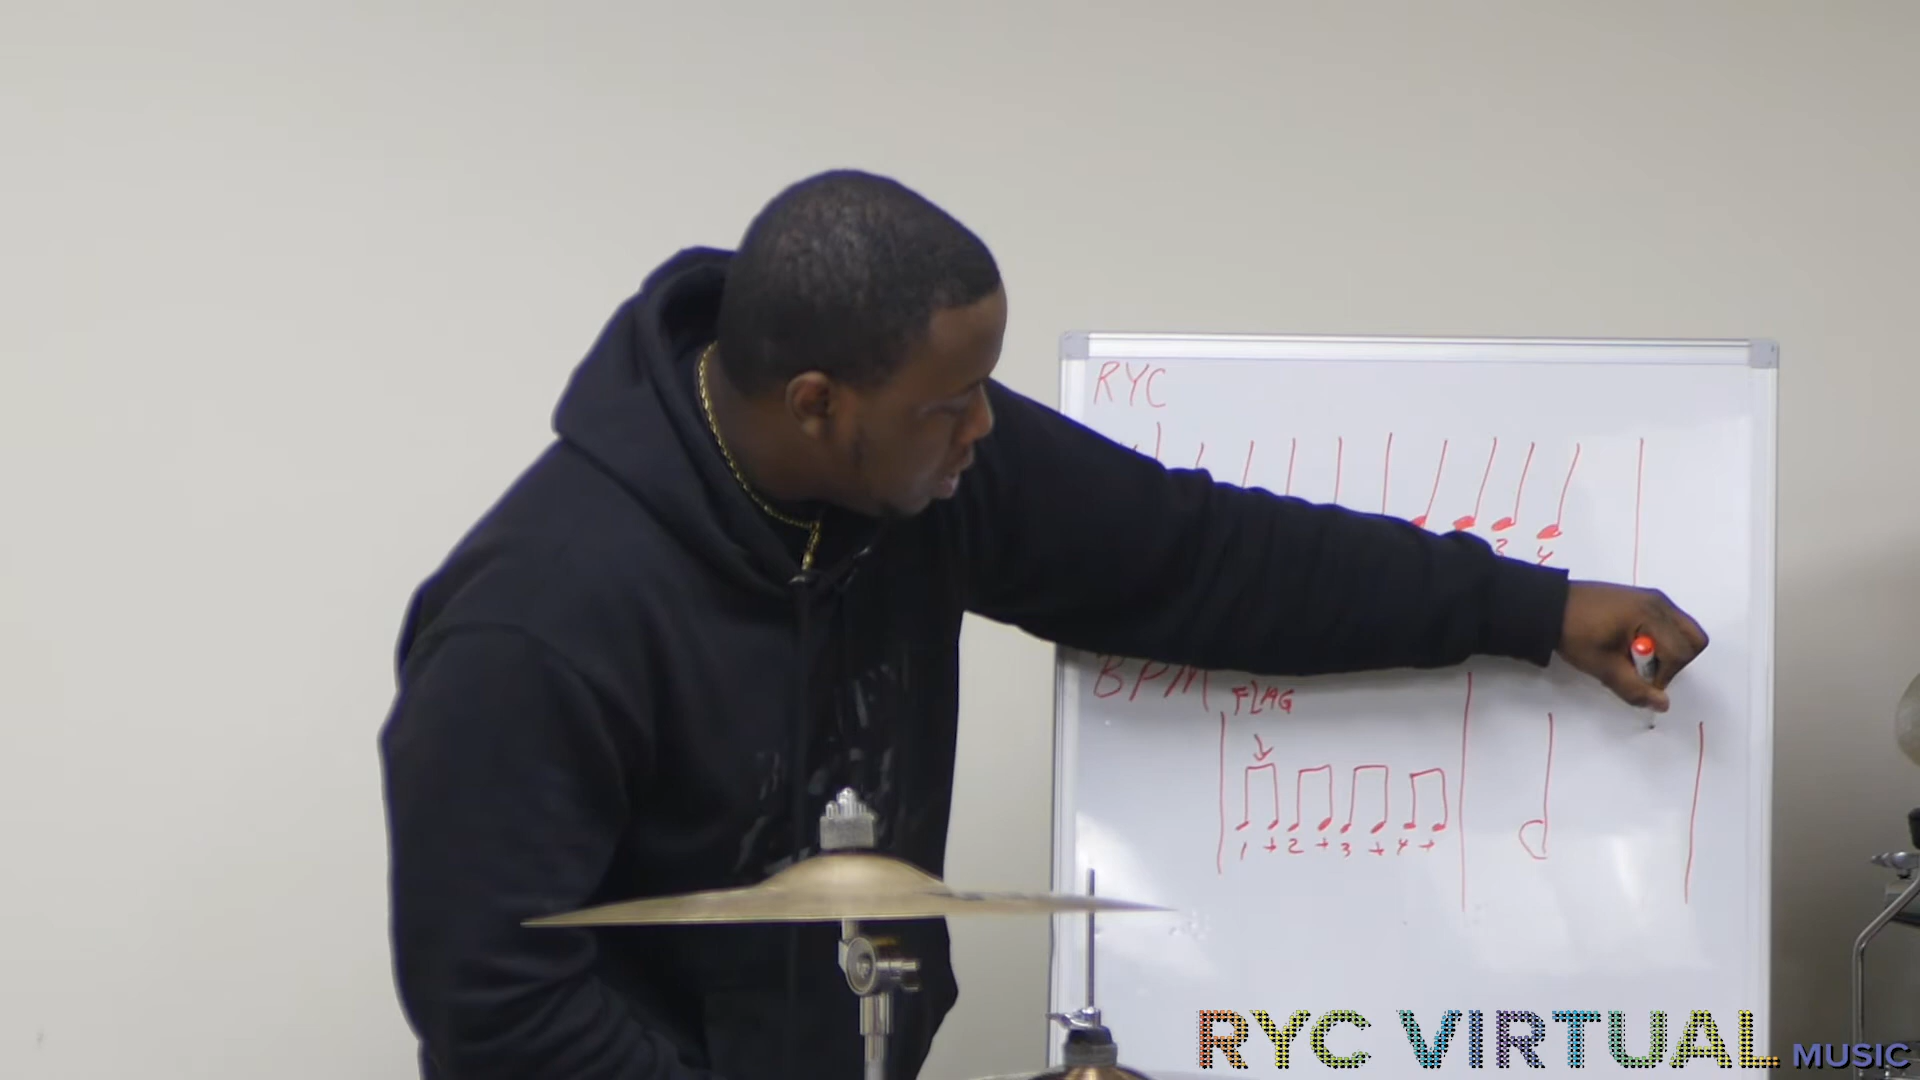 RYC
3 4
BPM
FLAG
1 + 2 + 3 + 4 +
RYC VIRTUAL MUSIC